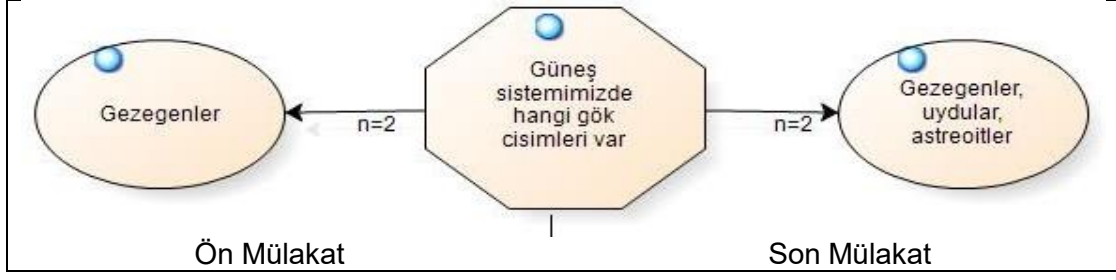 Gezegenler
n=2
Güneş
sistemimizde
hangi gök
cisimleri var
n=2
Gezegenler,
uydular,
astreoitler
Ön Mülakat
Son Mülakat